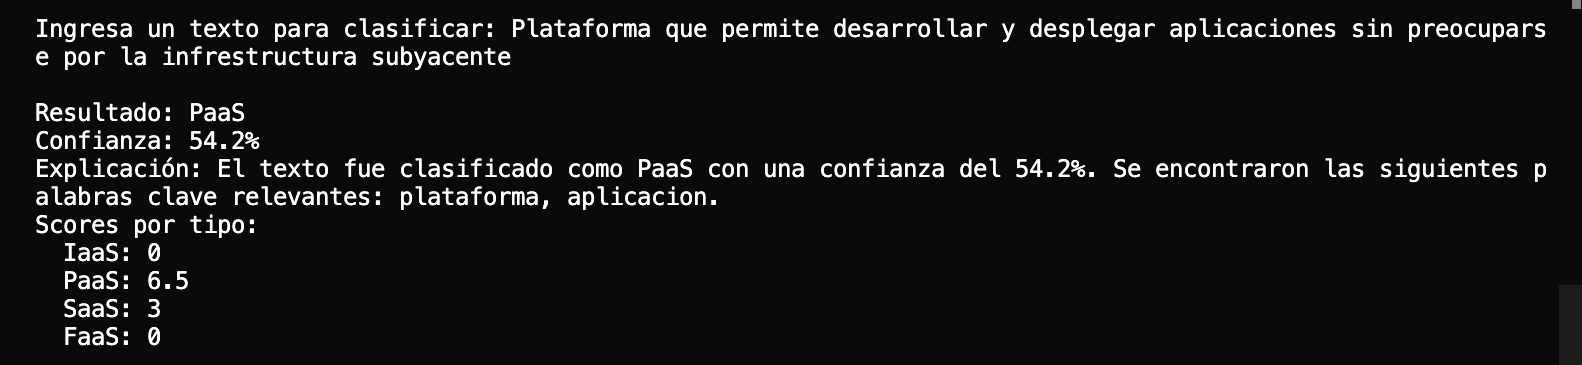 Ingresa un texto para clasificar: Plataforma que permite desarrollar y desplegar aplicaciones sin preocupars
e por la infrestructura subyacente
Resultado: PaaS
Confianza: 54.2%
Explicación: El texto fue clasificado como PaaS con una confianza del 54.2%. Se encontraron las siguientes p
alabras clave relevantes: plataforma, aplicacion.
Scores por tipo:
IaaS: 0
PaaS: 6.5
SaaS: 3
FaaS: 0